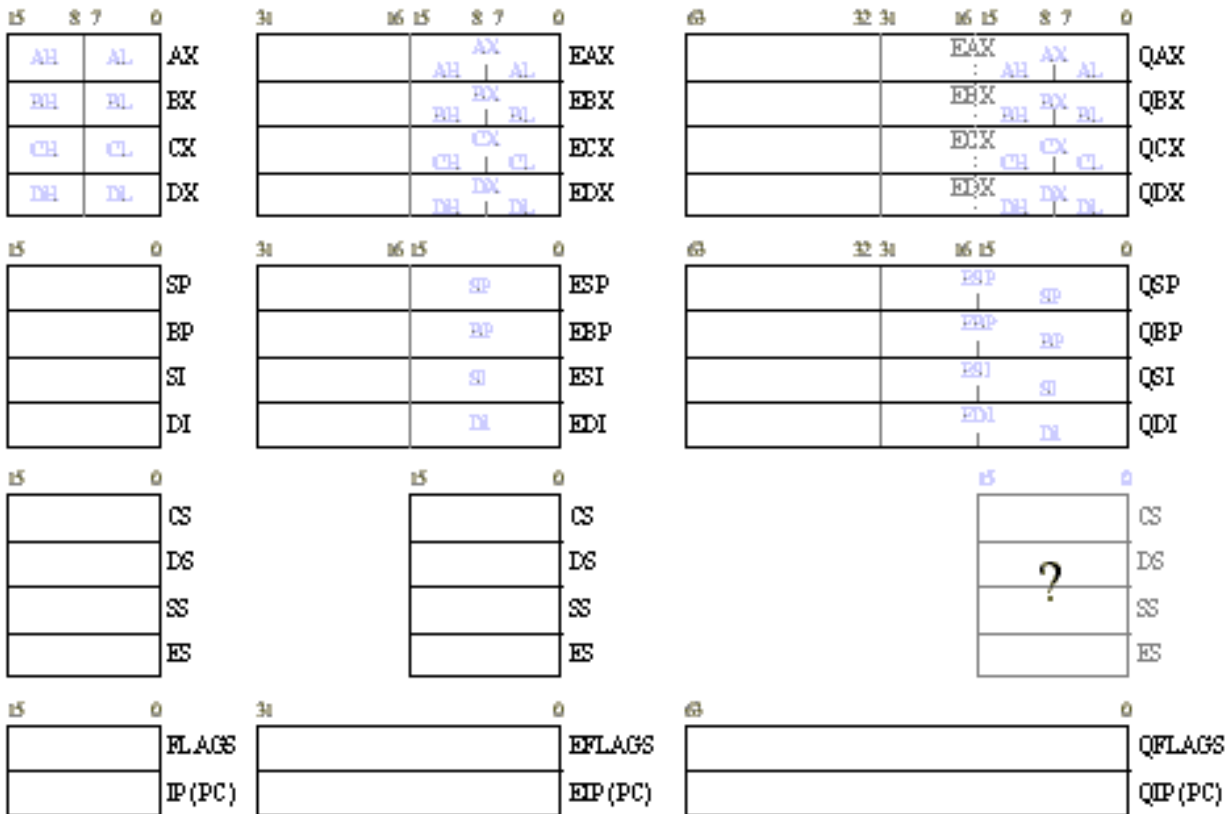 15 8 7 0 31 16 15 8 7 0 63 32 31 16 15 8 7 0
AH AL AX AX AH AL EAX EAX AX AH AL QAX
BH BL BX BX BH BL EBX EBX BX BH BL QBX
CH CL CX CX CH CL ECX ECX CX CH CL QCX
DH DL DX DX DH DL EDX EDX DX DH DL QDX
15 0 31 16 15 0 63 32 31 16 15 0
SP SP ESP ESP SP QSP
BP BP EBP EBP BP QBP
SI SI ESI ESI SI QSI
DI DI EDI EDI DI QDI
15 0 15 0 15 0
CS CS CS
DS DS ? DS
SS SS SS
ES ES ES
15 0 31 0 63 0
FLAGS EFLAGS QFLAGS
IP(PC) EIP(PC) QIP(PC)